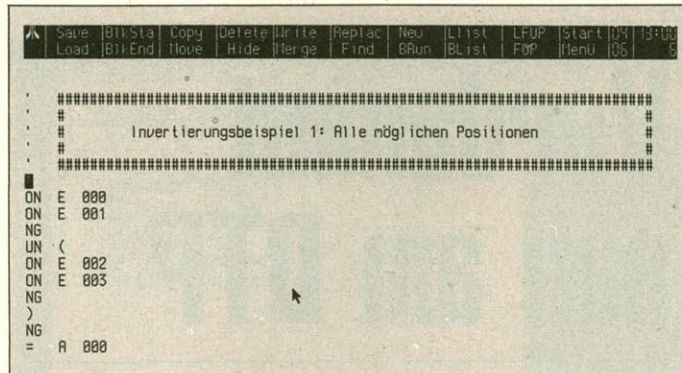 Save BlkSta Copy Delete Write Replac New Llist LFUP Start 04 13:00
Load BlkEnd Move Hide Merge Find BRun BList F@P Menü 06 6
' ##########################################################################
' # #
' # Invertierungsbeispiel 1: Alle möglichen Positionen #
' # #
' ##########################################################################
ON E 000
ON E 001
NG
UN (
ON E 002
ON E 003
NG
)
NG
= A 000